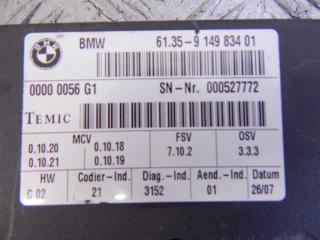 BMW 61.35-9 149 834 01
0000 0056 G1 SN-Nr. 000527772
TEMIC
MCV FSV OSV
0.10.20 0.10.18 7.10.2 3.3.3
0.10.21 0.10.19
HW Codier-Ind. Diag.-Ind. Aend.-Ind. Datum
C 02 21 3152 01 26/07